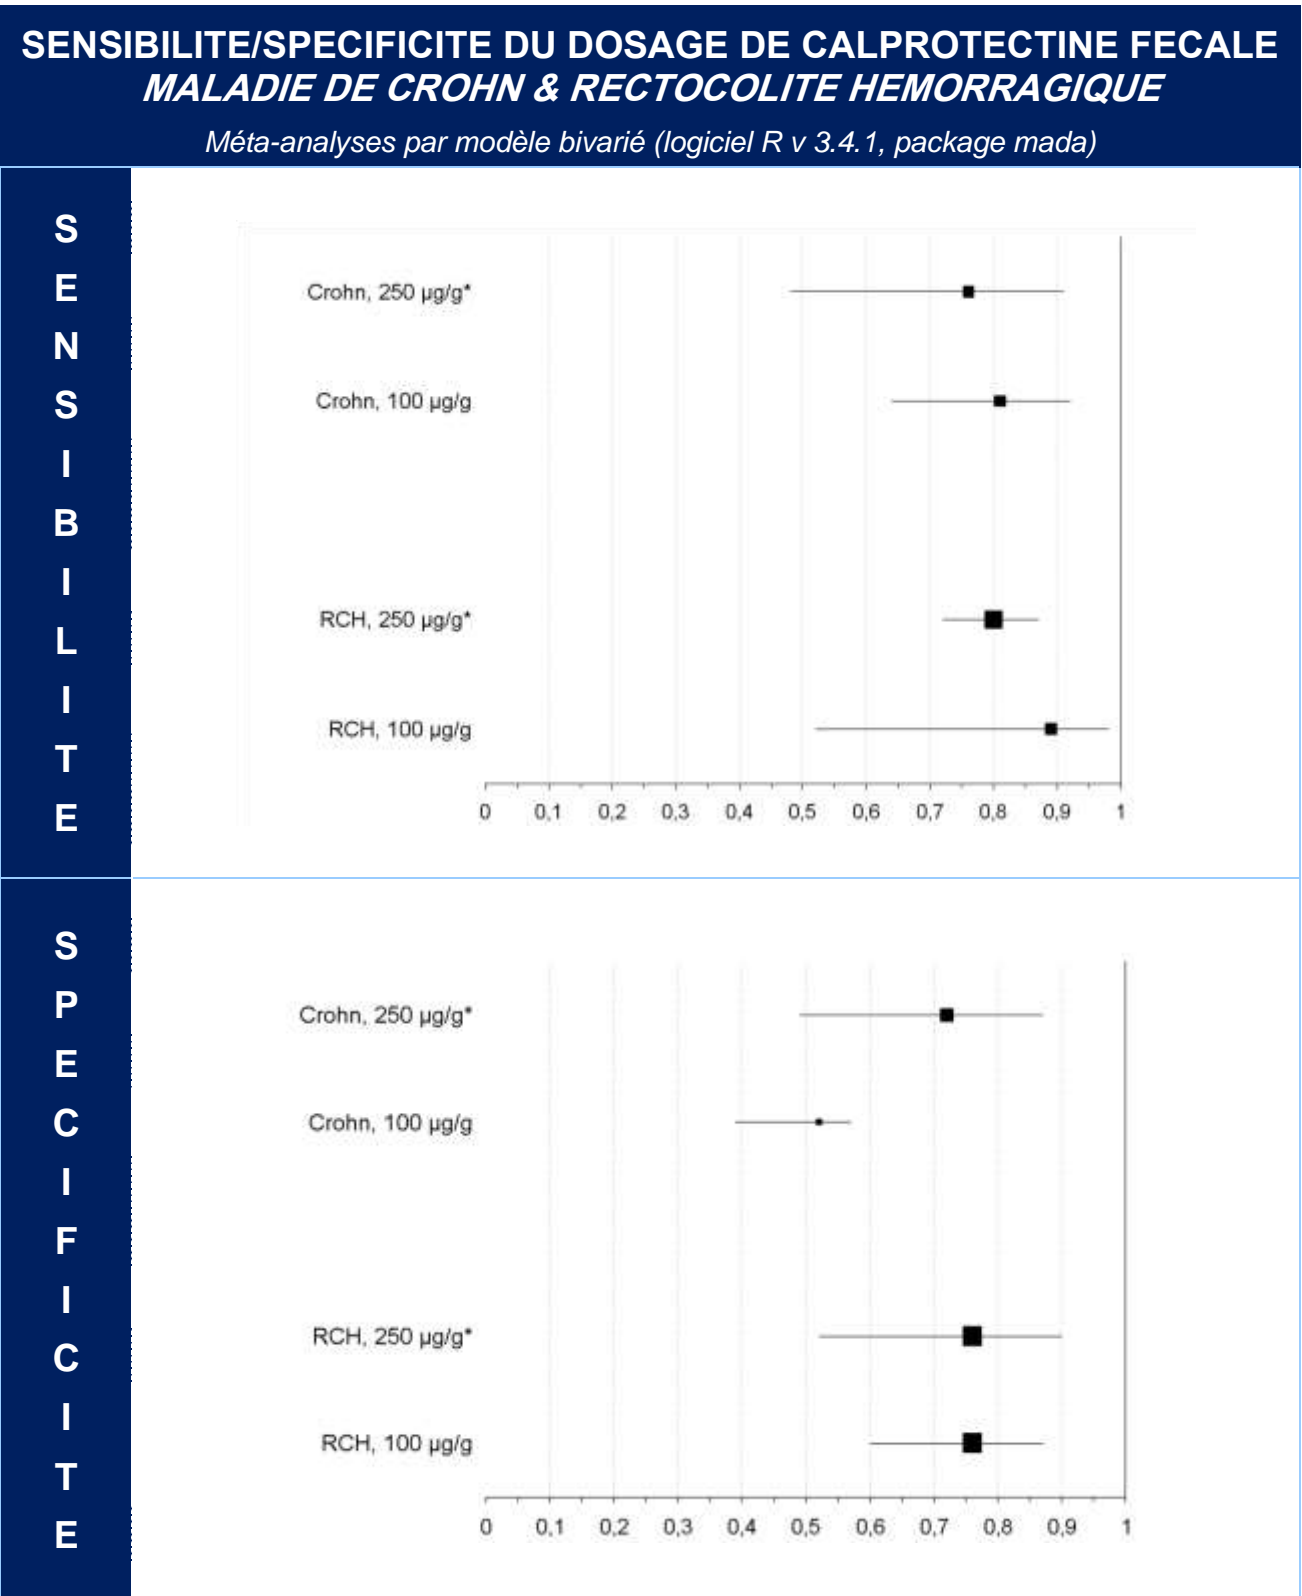 SENSIBILITE/SPECIFICITE DU DOSAGE DE CALPROTECTINE FECALE
MALADIE DE CROHN & RECTOCOLITE HEMORRAGIQUE
Méta-analyses par modèle bivarié (logiciel R v 3.4.1, package mada)
S
E
N
S
I
B
I
L
I
T
E
Crohn, 250 µg/g*
Crohn, 100 µg/g
RCH, 250 µg/g*
RCH, 100 µg/g
0 0,1 0,2 0,3 0,4 0,5 0,6 0,7 0,8 0,9 1
S
P
E
C
I
F
I
C
I
T
E
Crohn, 250 µg/g*
Crohn, 100 µg/g
RCH, 250 µg/g*
RCH, 100 µg/g
0 0,1 0,2 0,3 0,4 0,5 0,6 0,7 0,8 0,9 1